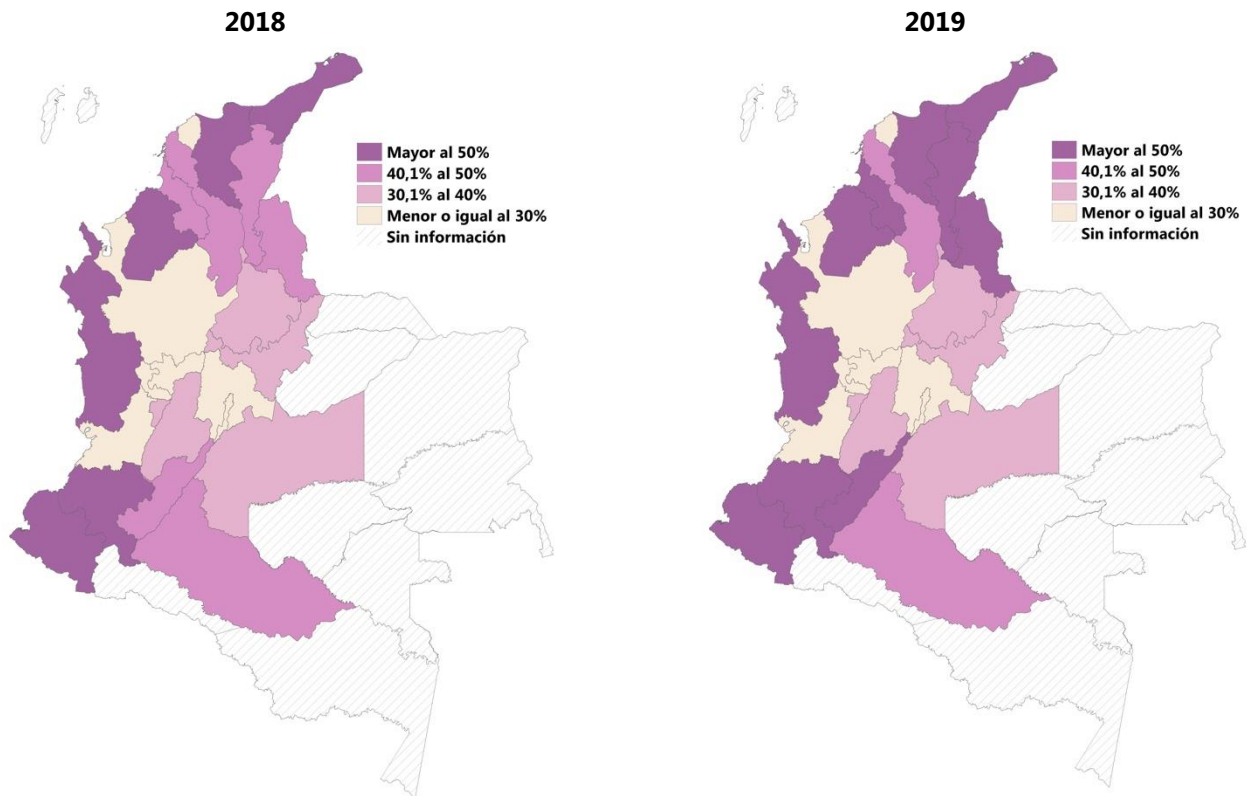 2018
Mayor al 50%
40,1% al 50%
30,1% al 40%
Menor o igual al 30%
Sin información
2019
Mayor al 50%
40,1% al 50%
30,1% al 40%
Menor o igual al 30%
Sin información